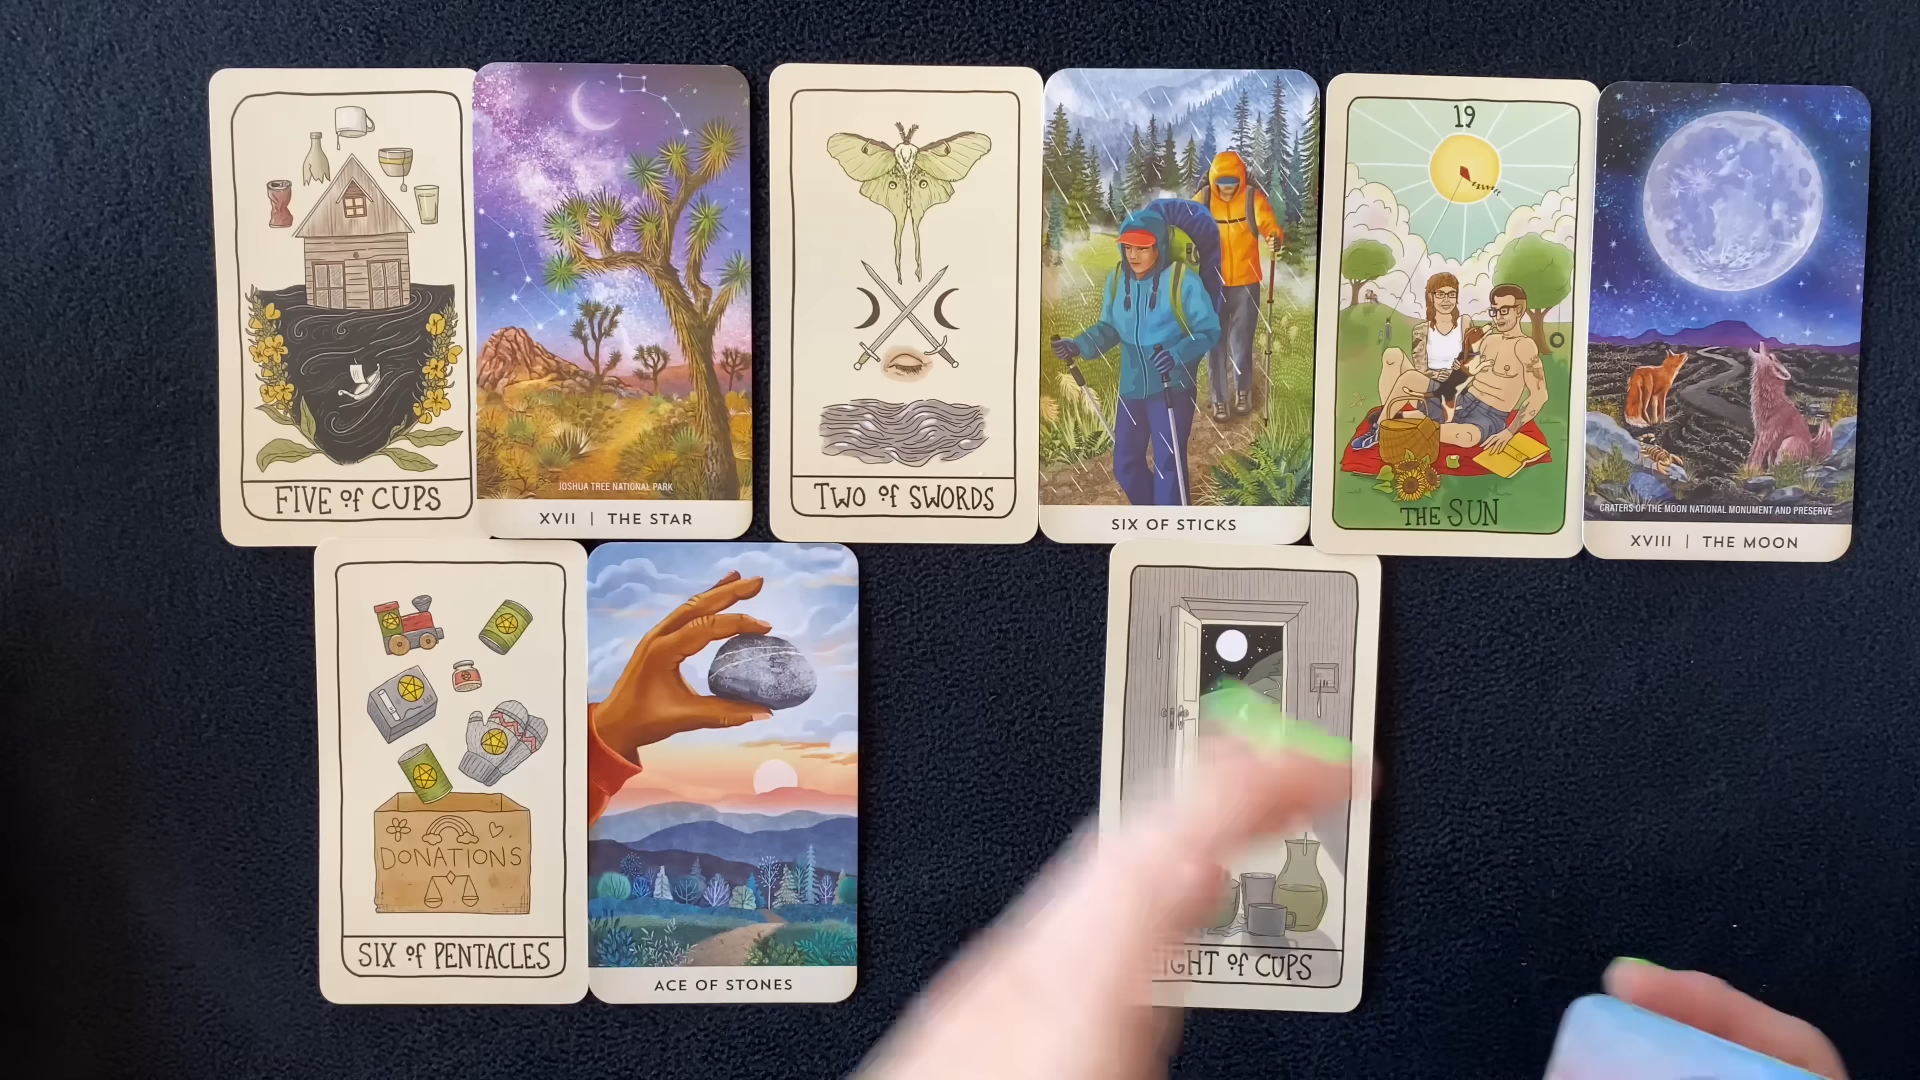 FIVE of CUPS
JOSHUA TREE NATIONAL PARK
XVII | THE STAR
TWO of SWORDS
SIX OF STICKS
19
THE SUN
CRATERS OF THE MOON NATIONAL MONUMENT AND PRESERVE
XVIII | THE MOON
DONATIONS
SIX of PENTACLES
ACE OF STONES
of CUPS